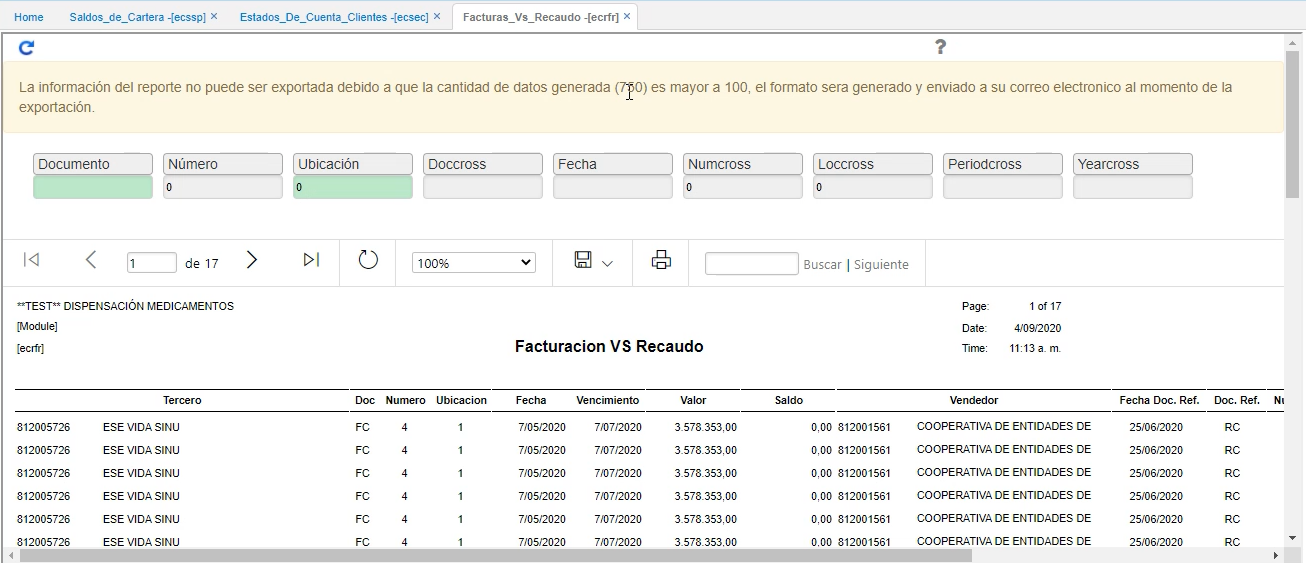 Home Saldos_de_Cartera -[ecssp] × Estados_De_Cuenta_Clientes -[ecsec] × Facturas_Vs_Recaudo -[ecrfr] ×
?
La información del reporte no puede ser exportada debido a que la cantidad de datos generada (750) es mayor a 100, el formato sera generado y enviado a su correo electronico al momento de la
exportación.
Documento Número Ubicación Doccross Fecha Numcross Loccross Periodcross Yearcross
0 0 0 0
1 de 17 100% Buscar | Siguiente
**TEST** DISPENSACIÓN MEDICAMENTOS Page: 1 of 17
[Module] Date: 4/09/2020
[ecrfr] Facturacion VS Recaudo Time: 11:13 a. m.
Tercero Doc Numero Ubicacion Fecha Vencimiento Valor Saldo Vendedor Fecha Doc. Ref. Doc. Ref. Nu
812005726 ESE VIDA SINU FC 4 1 7/05/2020 7/07/2020 3.578.353,00 0,00 812001561 COOPERATIVA DE ENTIDADES DE 25/06/2020 RC
812005726 ESE VIDA SINU FC 4 1 7/05/2020 7/07/2020 3.578.353,00 0,00 812001561 COOPERATIVA DE ENTIDADES DE 25/06/2020 RC
812005726 ESE VIDA SINU FC 4 1 7/05/2020 7/07/2020 3.578.353,00 0,00 812001561 COOPERATIVA DE ENTIDADES DE 25/06/2020 RC
812005726 ESE VIDA SINU FC 4 1 7/05/2020 7/07/2020 3.578.353,00 0,00 812001561 COOPERATIVA DE ENTIDADES DE 25/06/2020 RC
812005726 ESE VIDA SINU FC 4 1 7/05/2020 7/07/2020 3.578.353,00 0,00 812001561 COOPERATIVA DE ENTIDADES DE 25/06/2020 RC
812005726 ESE VIDA SINU FC 4 1 7/05/2020 7/07/2020 3.578.353,00 0,00 812001561 COOPERATIVA DE ENTIDADES DE 25/06/2020 RC